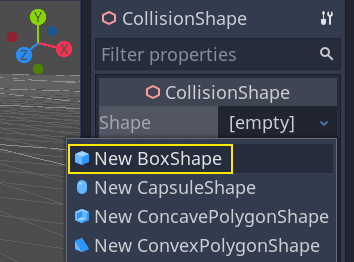 Y
X
Z
CollisionShape
Filter properties
CollisionShape
Shape [empty]
New BoxShape
New CapsuleShape
New ConcavePolygonShape
New ConvexPolygonShape